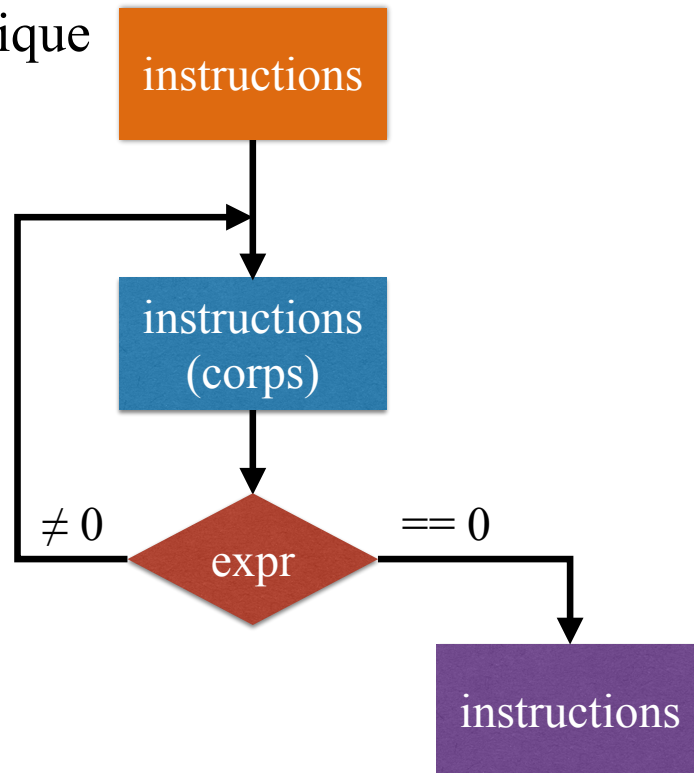 ique
instructions
instructions
(corps)
≠ 0
== 0
expr
instructions